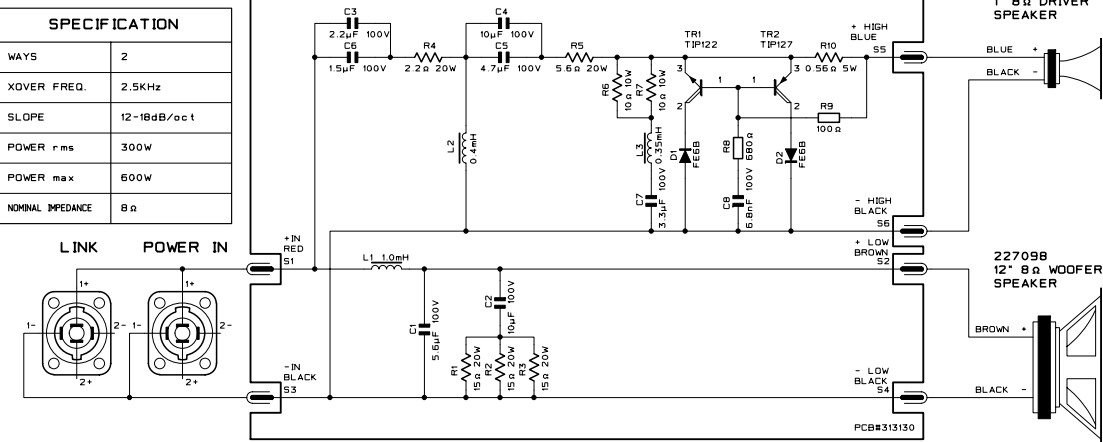 SPECIFICATION
WAYS 2
XOVER FREQ. 2.5KHz
SLOPE 12-18dB/oct
POWER rms 300W
POWER max 600W
NOMINAL IMPEDANCE 8Ω
LINK
POWER IN
1+
1-
2-
2+
1+
1-
2-
2+
+IN
RED
S1
-IN
BLACK
S3
C3
2.2µF 100V
C6
1.5µF 100V
R4
2.2Ω 20W
C4
10µF 100V
C5
4.7µF 100V
R5
5.6Ω 20W
L2
0.4mH
R6
10Ω 10W
R7
10Ω 10W
L3
0.35mH
C7
3.3µF 100V
TR1
TIP122
3
1
2
TR2
TIP127
3
1
2
D1
FE6B
R8
680Ω
C8
6.8nF 100V
D2
FE6B
R10
0.56Ω 5W
R9
100Ω
+ HIGH
BLUE
S5
- HIGH
BLACK
S6
+ LOW
BROWN
S2
- LOW
BLACK
S4
L1 1.0mH
C1
5.6µF 100V
C2
10µF 100V
R1
15Ω 20W
R2
15Ω 20W
R3
15Ω 20W
PCB#313130
1" 8Ω DRIVER
SPEAKER
BLUE +
BLACK -
227098
12" 8Ω WOOFER
SPEAKER
BROWN +
BLACK -